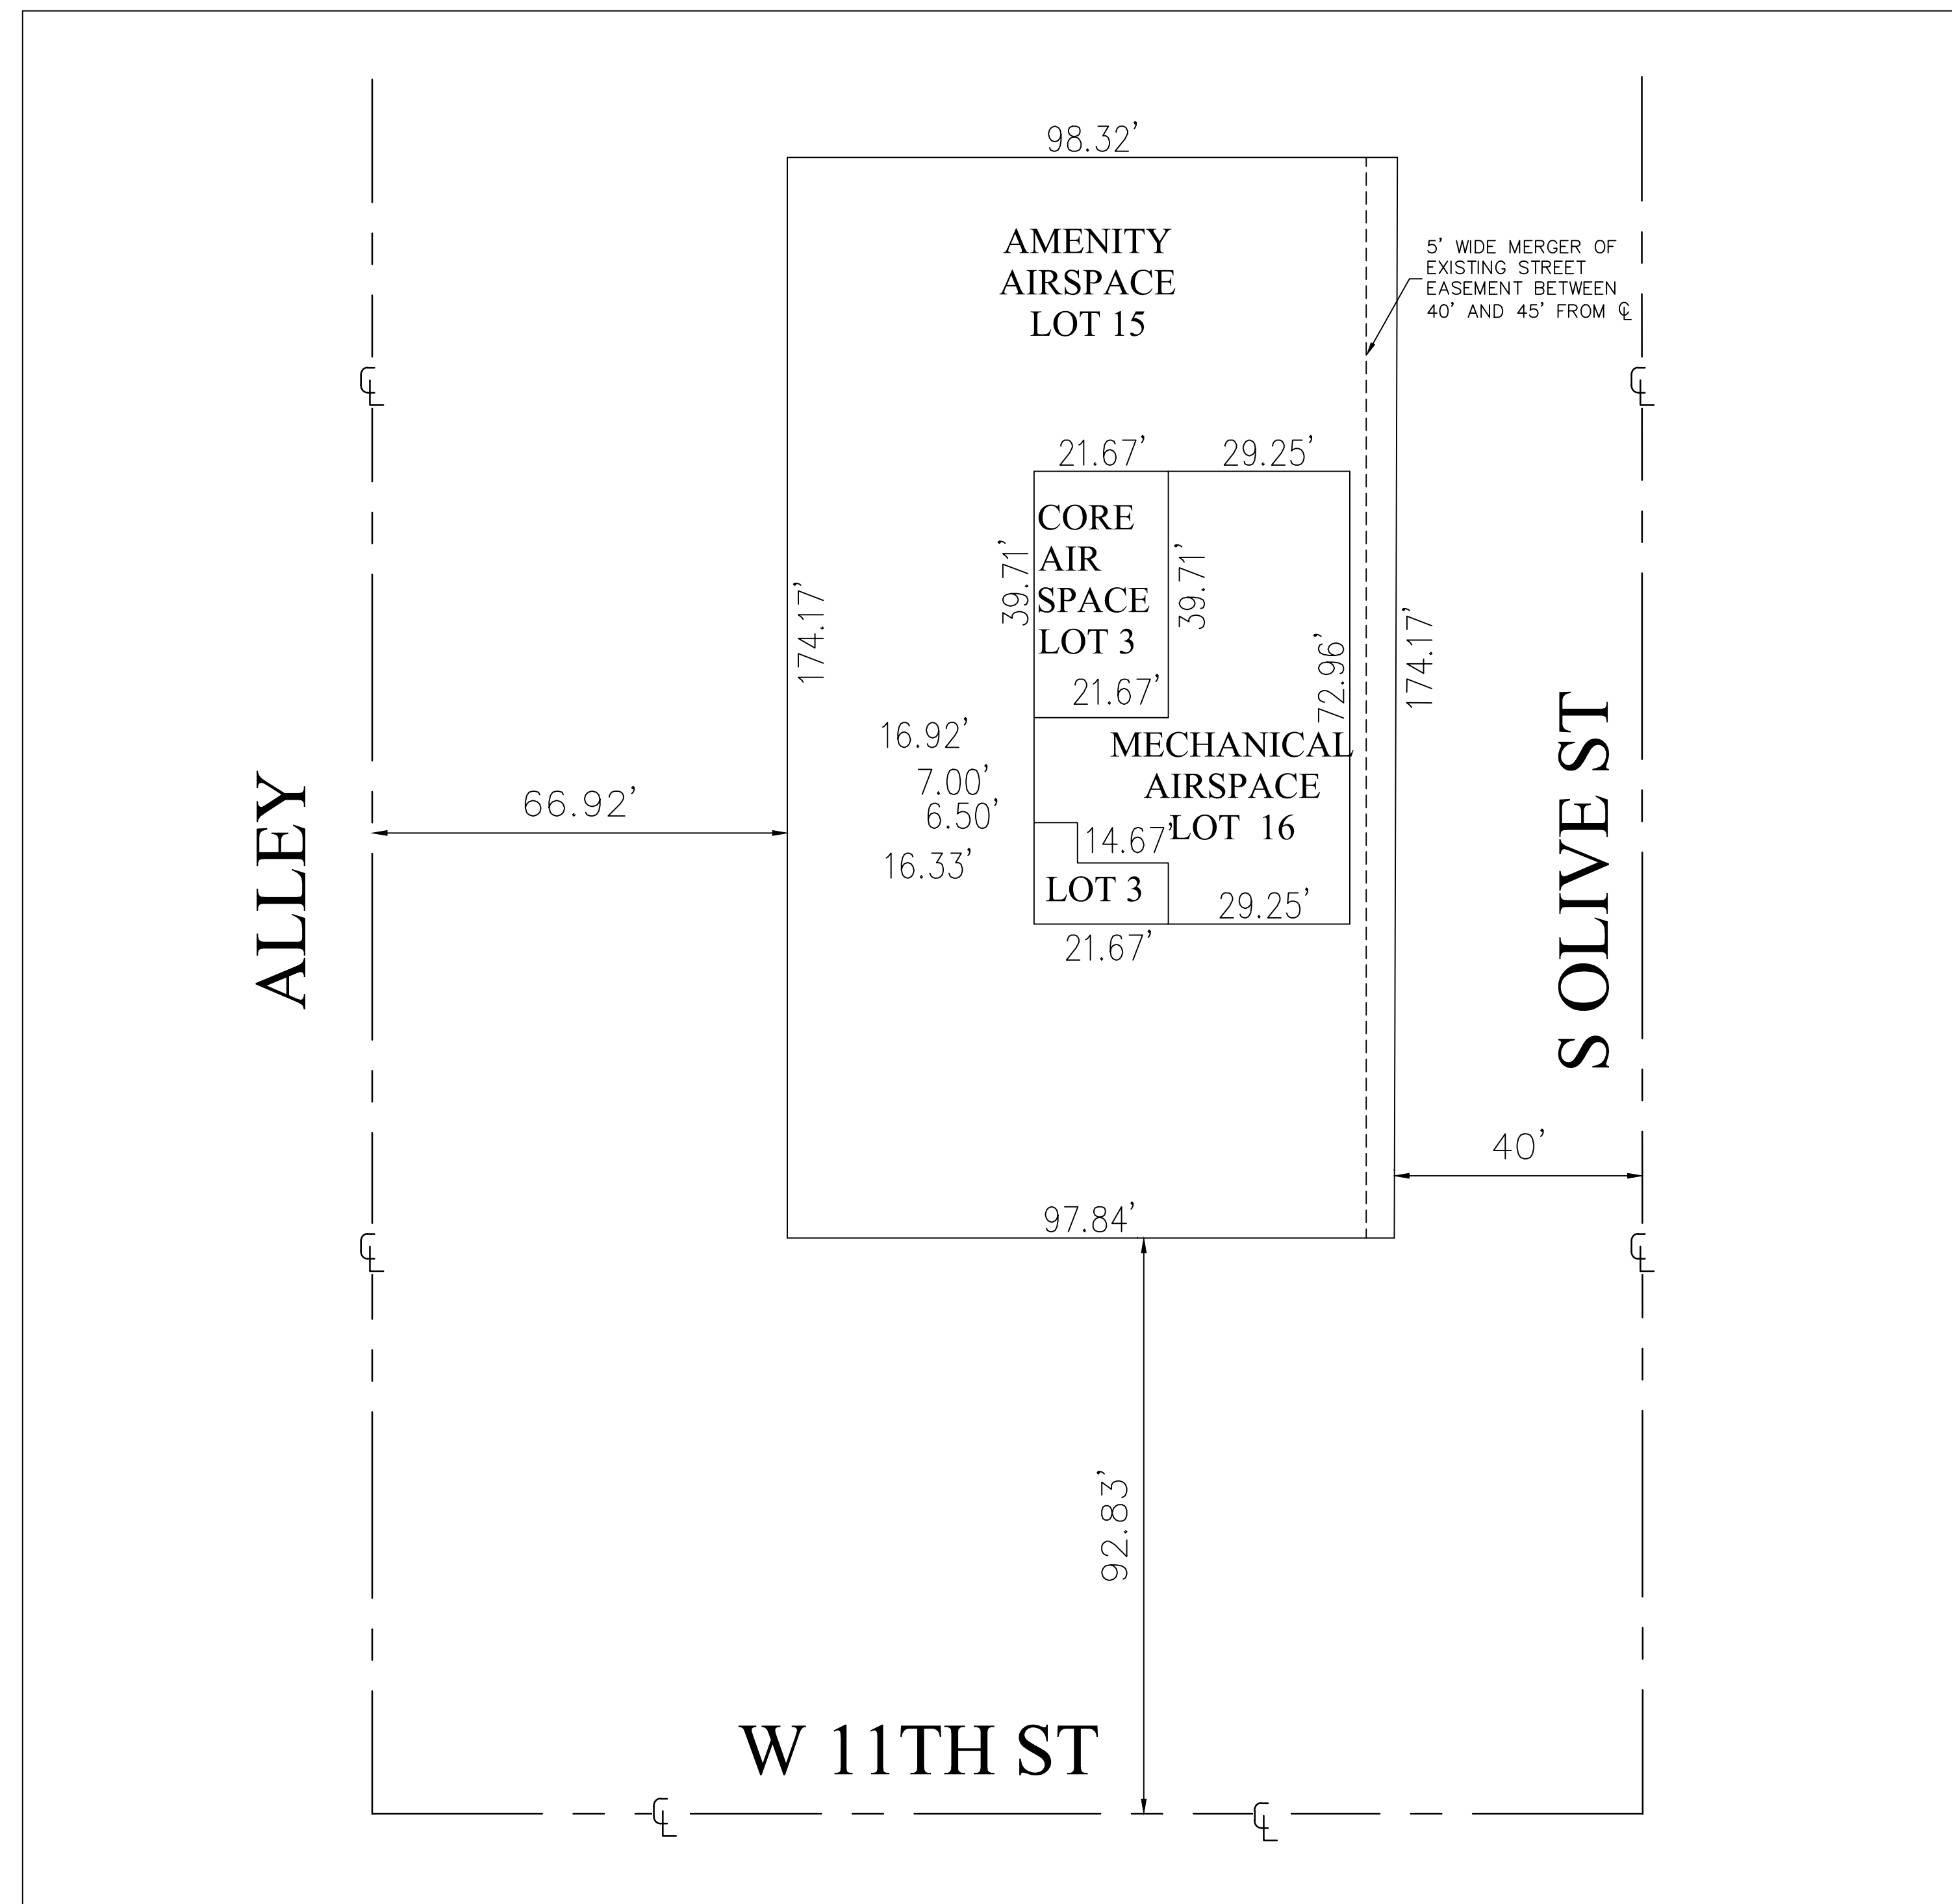 98.32'
AMENITY
AIRSPACE
LOT 15
5' WIDE MERGER OF
EXISTING STREET
EASEMENT BETWEEN
40' AND 45' FROM ℄
℄
℄
21.67'
29.25'
CORE
AIR
SPACE
LOT 3
39.71'
39.71'
174.17'
72.96'
174.17'
21.67'
16.92'
MECHANICAL
AIRSPACE
LOT 16
7.00'
6.50'
66.92'
14.67'
16.33'
LOT 3
29.25'
21.67'
ALLEY
S OLIVE ST
40'
97.84'
℄
℄
92.83'
W 11TH ST
℄
℄